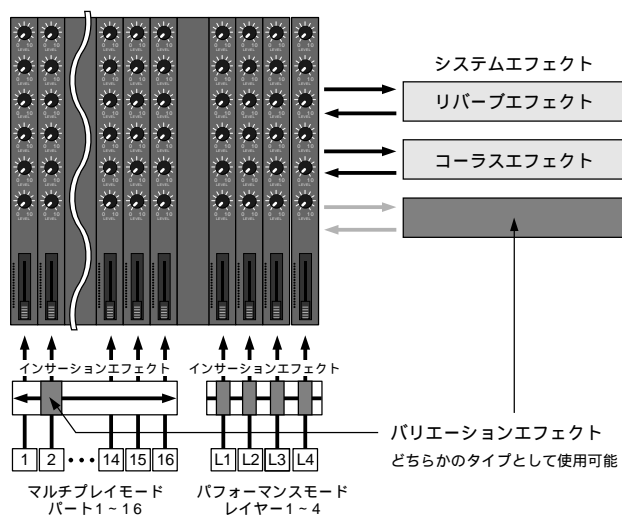 システムエフェクト
リバーブエフェクト
コーラスエフェクト
インサーションエフェクト
インサーションエフェクト
1 2 ••• 14 15 16
L1 L2 L3 L4
バリエーションエフェクト
どちらかのタイプとして使用可能
マルチプレイモード
パート1~16
パフォーマンスモード
レイヤー1~4